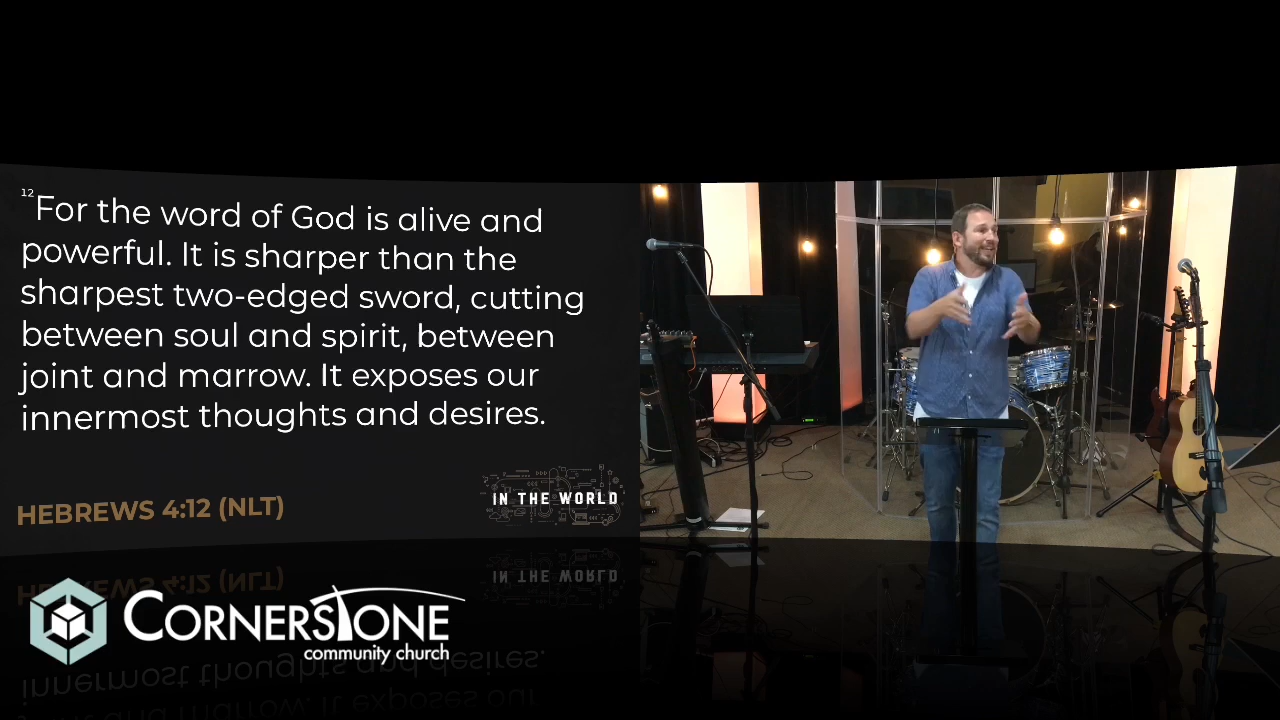 12For the word of God is alive and
powerful. It is sharper than the
sharpest two-edged sword, cutting
between soul and spirit, between
joint and marrow. It exposes our
innermost thoughts and desires.
HEBREWS 4:12 (NLT)
IN THE WORLD
CORNERSTONE
community church